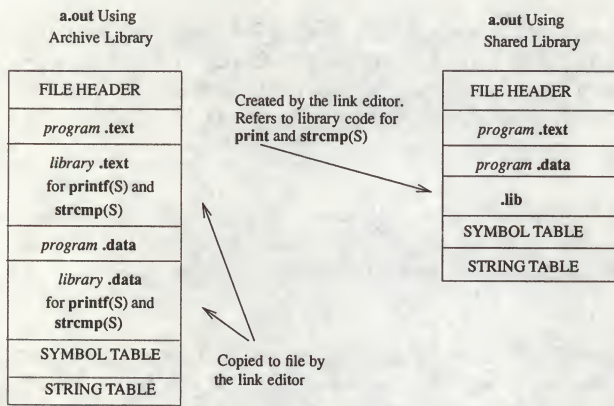 a.out Using
Archive Library
FILE HEADER
program .text
library .text
for printf(S) and
strcmp(S)
program .data
library .data
for printf(S) and
strcmp(S)
SYMBOL TABLE
STRING TABLE
Created by the link editor.
Refers to library code for
print and strcmp(S)
Copied to file by
the link editor
a.out Using
Shared Library
FILE HEADER
program .text
program .data
.lib
SYMBOL TABLE
STRING TABLE